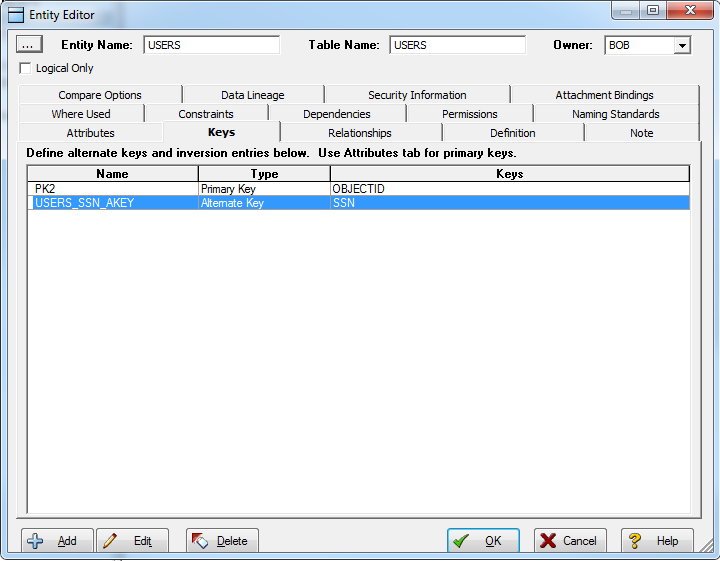 Entity Editor
... Entity Name: USERS Table Name: USERS Owner: BOB
Logical Only
Compare Options Data Lineage Security Information Attachment Bindings
Where Used Constraints Dependencies Permissions Naming Standards
Attributes Keys Relationships Definition Note
Define alternate keys and inversion entries below. Use Attributes tab for primary keys.
Name Type Keys
PK2 Primary Key OBJECTID
USERS_SSN_AKEY Alternate Key SSN
Add Edit Delete OK Cancel Help